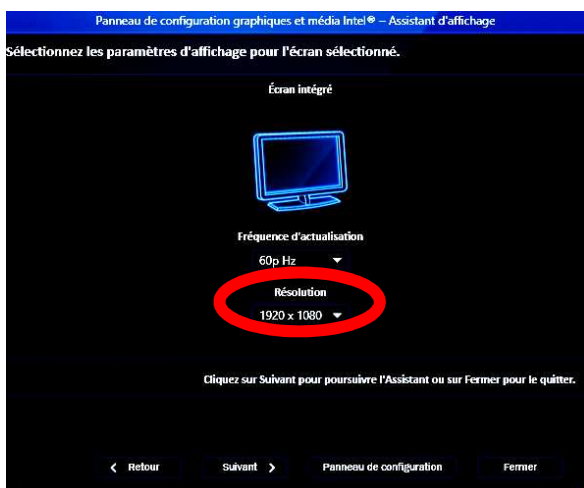 Panneau de configuration graphiques et média Intel® – Assistant d'affichage
Sélectionnez les paramètres d'affichage pour l'écran sélectionné.
Écran intégré
Fréquence d'actualisation
60p Hz
Résolution
1920 x 1080
Cliquez sur Suivant pour poursuivre l'Assistant ou sur Fermer pour le quitter.
Retour Suivant Panneau de configuration Fermer